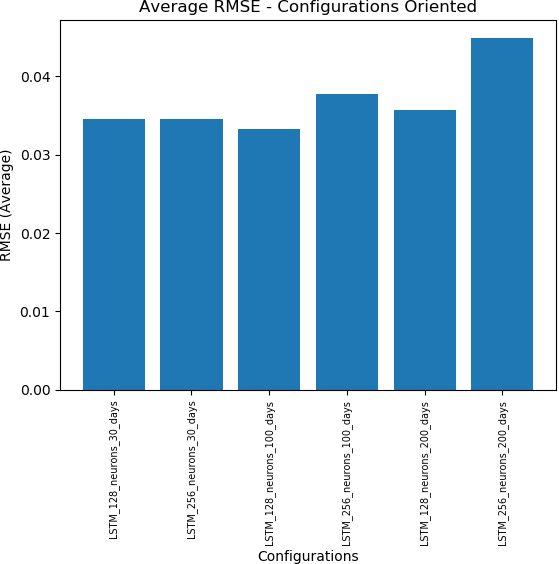 Average RMSE - Configurations Oriented
RMSE (Average)
0.04
0.03
0.02
0.01
0.00
LSTM_128_neurons_30_days
LSTM_256_neurons_30_days
LSTM_128_neurons_100_days
LSTM_256_neurons_100_days
LSTM_128_neurons_200_days
LSTM_256_neurons_200_days
Configurations